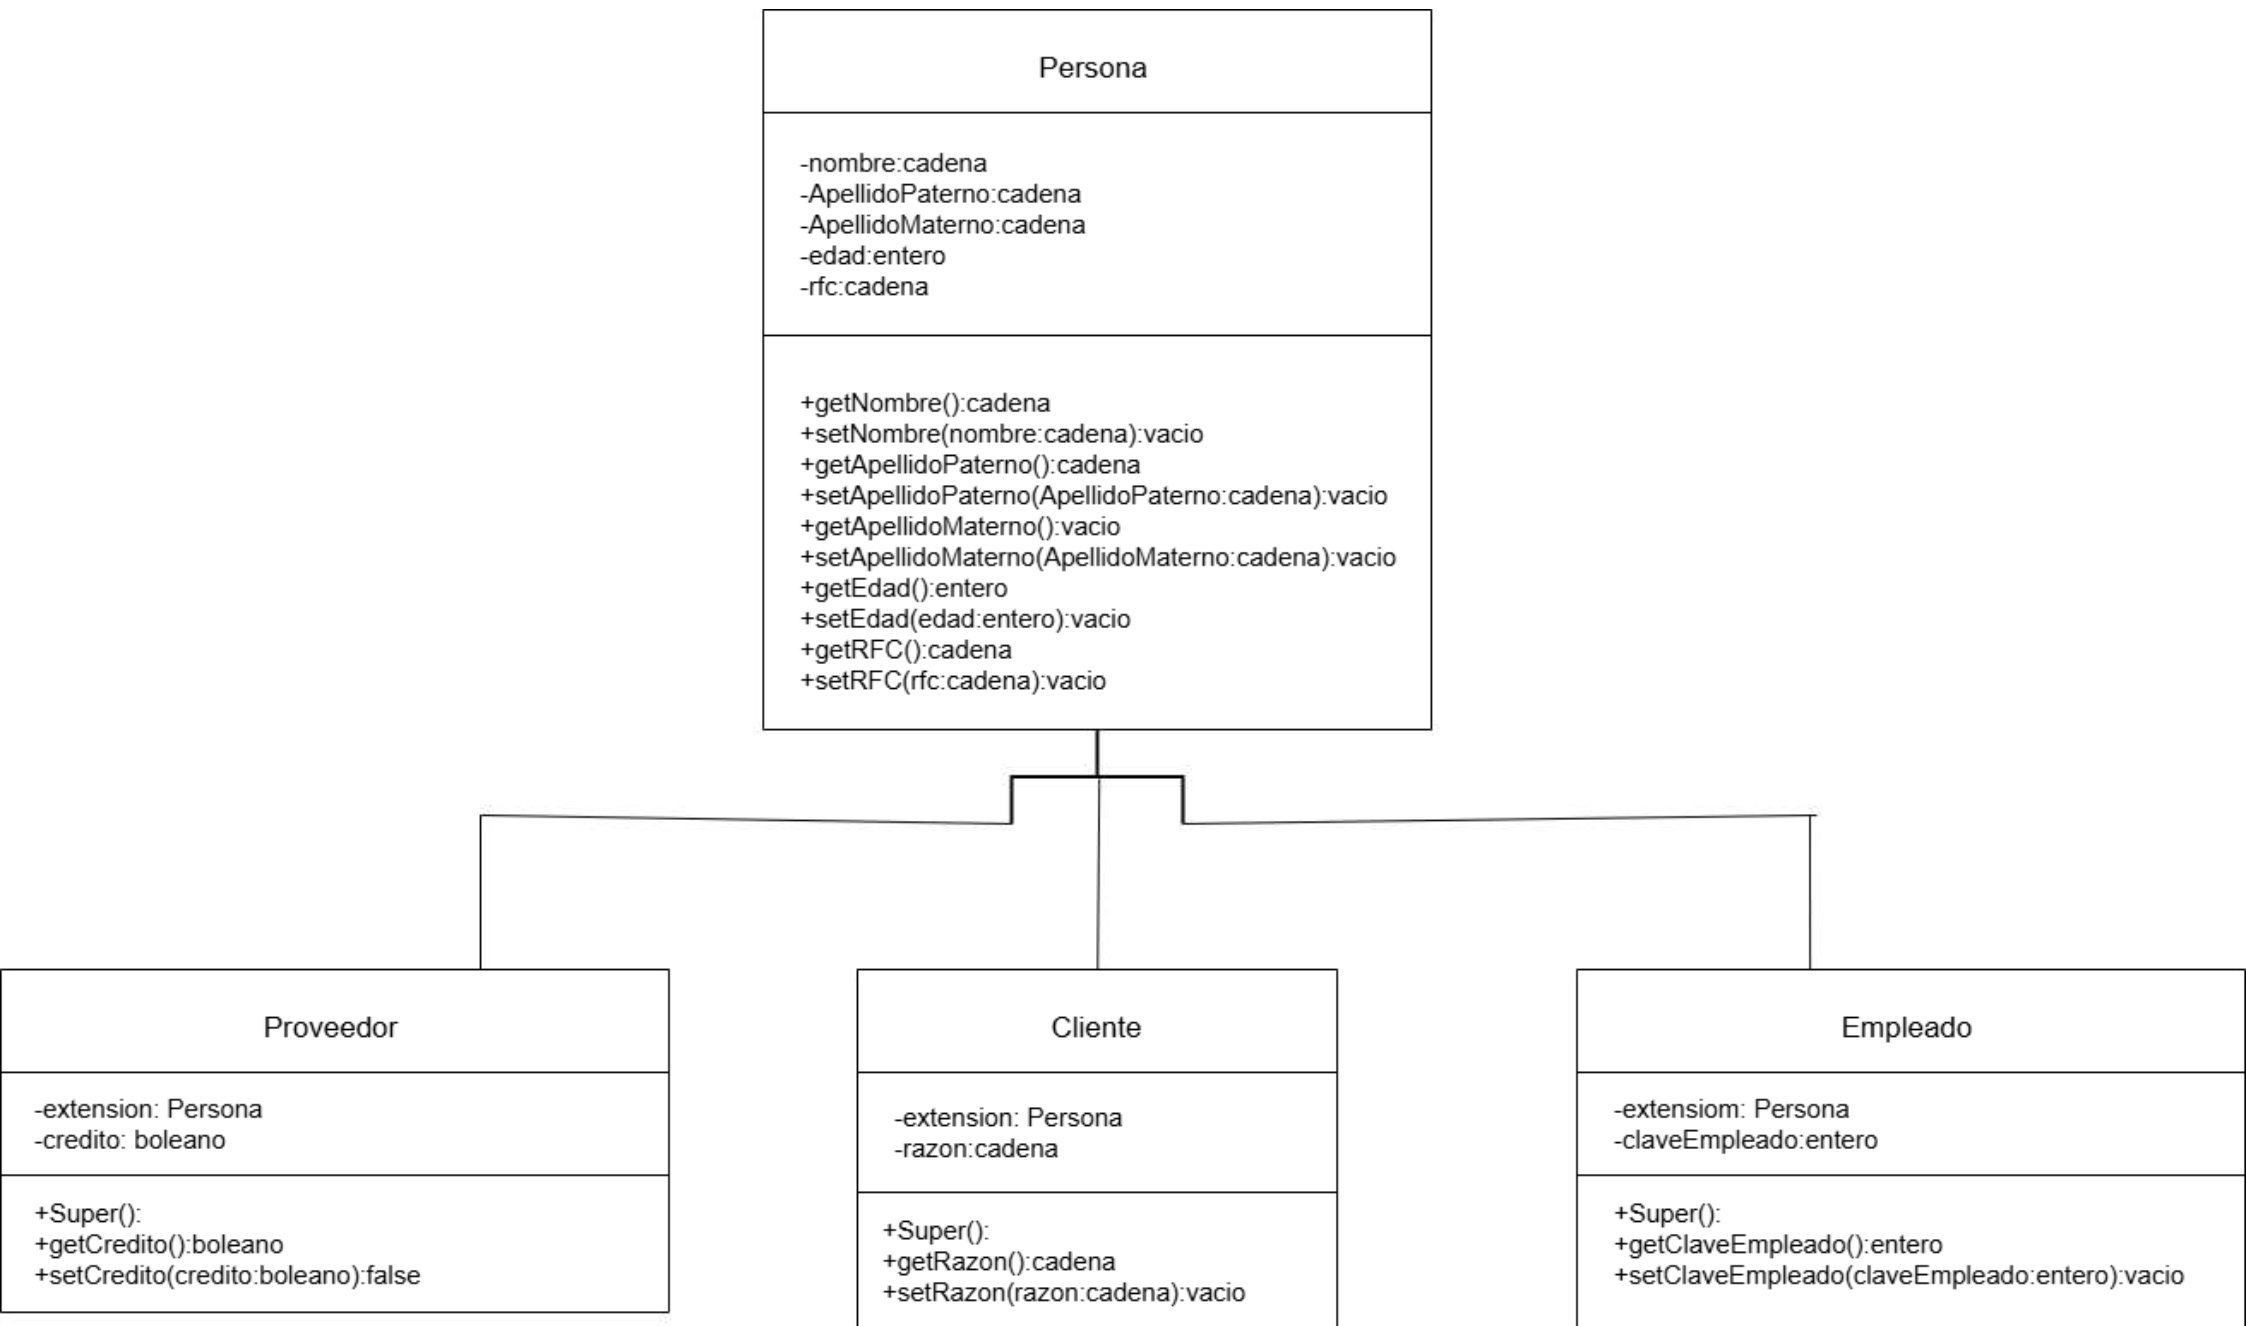 Persona
-nombre:cadena
-ApellidoPaterno:cadena
-ApellidoMaterno:cadena
-edad:entero
-rfc:cadena
+getNombre():cadena
+setNombre(nombre:cadena):vacio
+getApellidoPaterno():cadena
+setApellidoPaterno(ApellidoPaterno:cadena):vacio
+getApellidoMaterno():vacio
+setApellidoMaterno(ApellidoMaterno:cadena):vacio
+getEdad():entero
+setEdad(edad:entero):vacio
+getRFC():cadena
+setRFC(rfc:cadena):vacio
Proveedor
-extension: Persona
-credito: boleano
+Super():
+getCredito():boleano
+setCredito(credito:boleano):false
Cliente
-extension: Persona
-razon:cadena
+Super():
+getRazon():cadena
+setRazon(razon:cadena):vacio
Empleado
-extensiom: Persona
-claveEmpleado:entero
+Super():
+getClaveEmpleado():entero
+setClaveEmpleado(claveEmpleado:entero):vacio